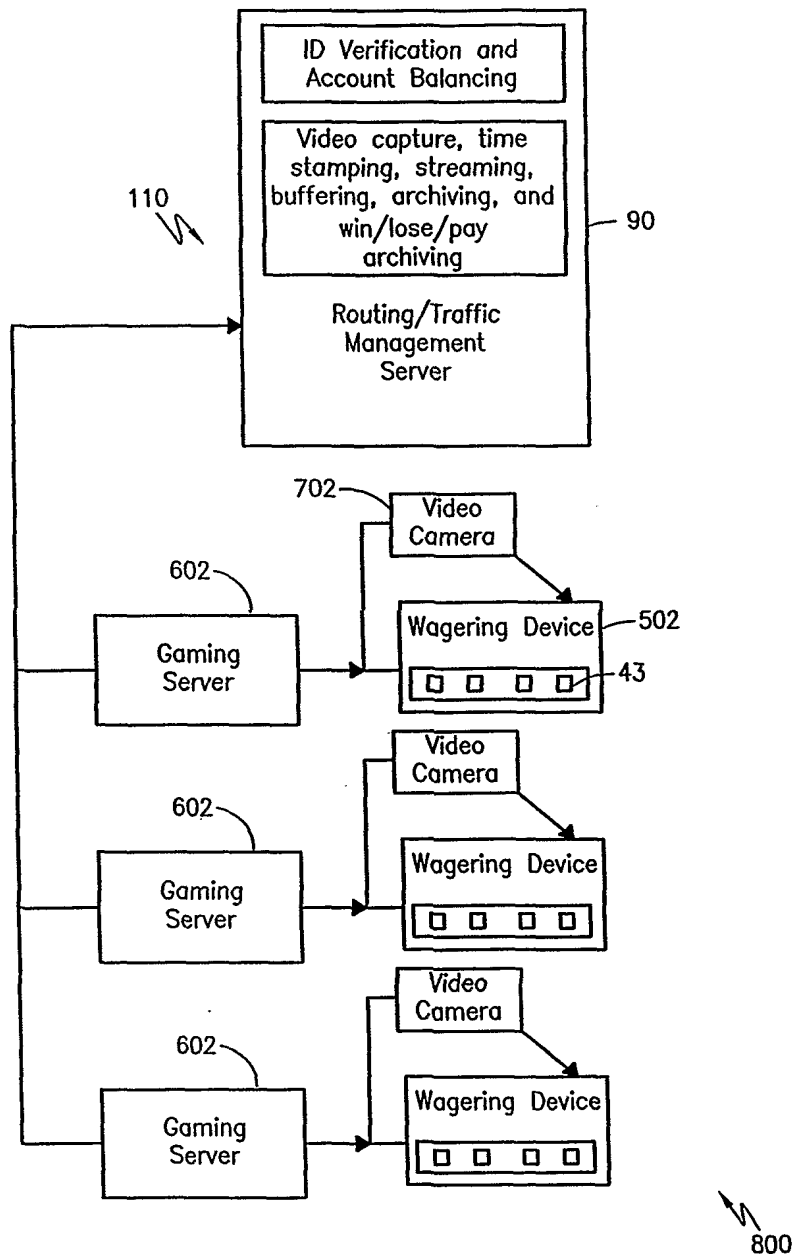 ID Verification and
Account Balancing
Video capture, time
stamping, streaming,
buffering, archiving, and
win/lose/pay
archiving
110
90
Routing/Traffic
Management
Server
702
Video
Camera
602
Wagering Device
502
Gaming
Server
43
Video
Camera
602
Wagering Device
Gaming
Server
Video
Camera
602
Wagering Device
Gaming
Server
800